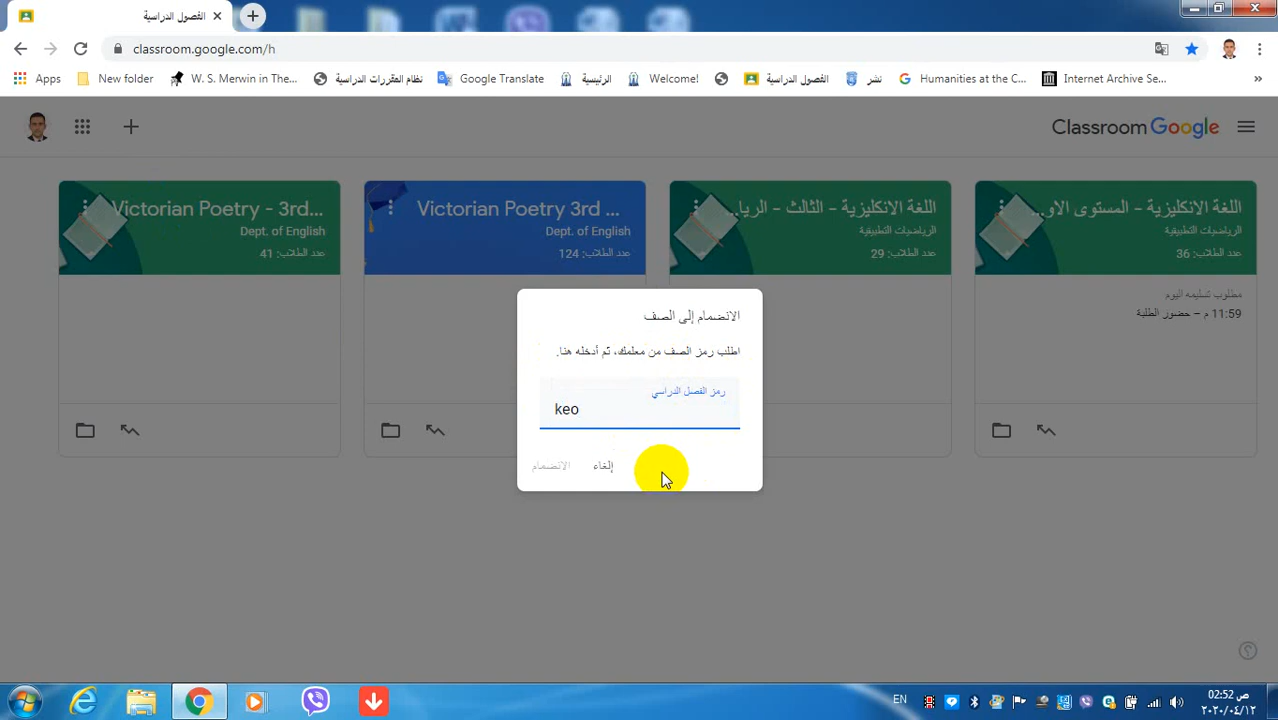 الفصول الدراسية
classroom.google.com/h
Apps
New folder
W. S. Merwin in The...
نظام المقررات الدراسية
Google Translate
الرئيسية
Welcome!
الفصول الدراسية
نشر
Humanities at the C...
Internet Archive Se...
»
Classroom Google
Victorian Poetry - 3rd...
Dept. of English
عدد الطلاب: 41
Victorian Poetry 3rd ...
Dept. of English
عدد الطلاب: 124
اللغة الانكليزية - الثالث - الريا...
الرياضيات التطبيقية
عدد الطلاب: 29
اللغة الانكليزية - المستوى الاو...
الرياضيات التطبيقية
عدد الطلاب: 36
مطلوب تسليمه اليوم
11:59 م – حضور الطلبة
الانضمام إلى الصف
اطلب رمز الصف من معلمك، ثم أدخله هنا.
رمز الفصل الدراسي
keo
إلغاء
الانضمام
EN
02:52 ص
٢٠٢٠/٠٤/١٢